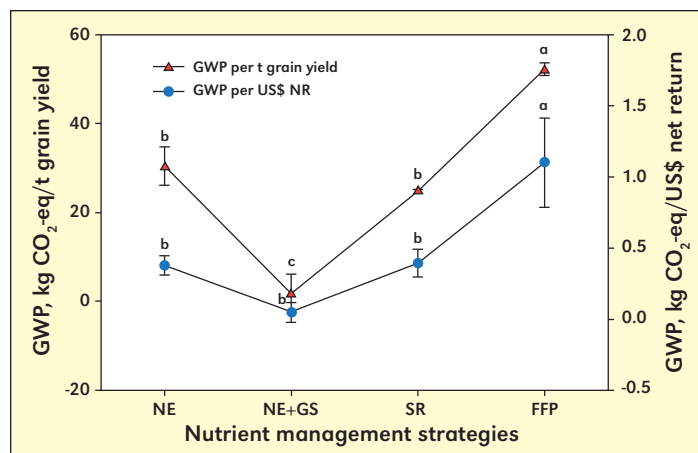 60
2.0
GWP per t grain yield
GWP per US$ NR
a
a
40
1.5
b
b
20
1.0
b
b
c
b
0
0.5
0.0
-20
-0.5
NE
NE+GS
SR
FFP
Nutrient management strategies
GWP, kg CO₂-eq/t grain yield
GWP, kg CO₂-eq/US$ net return